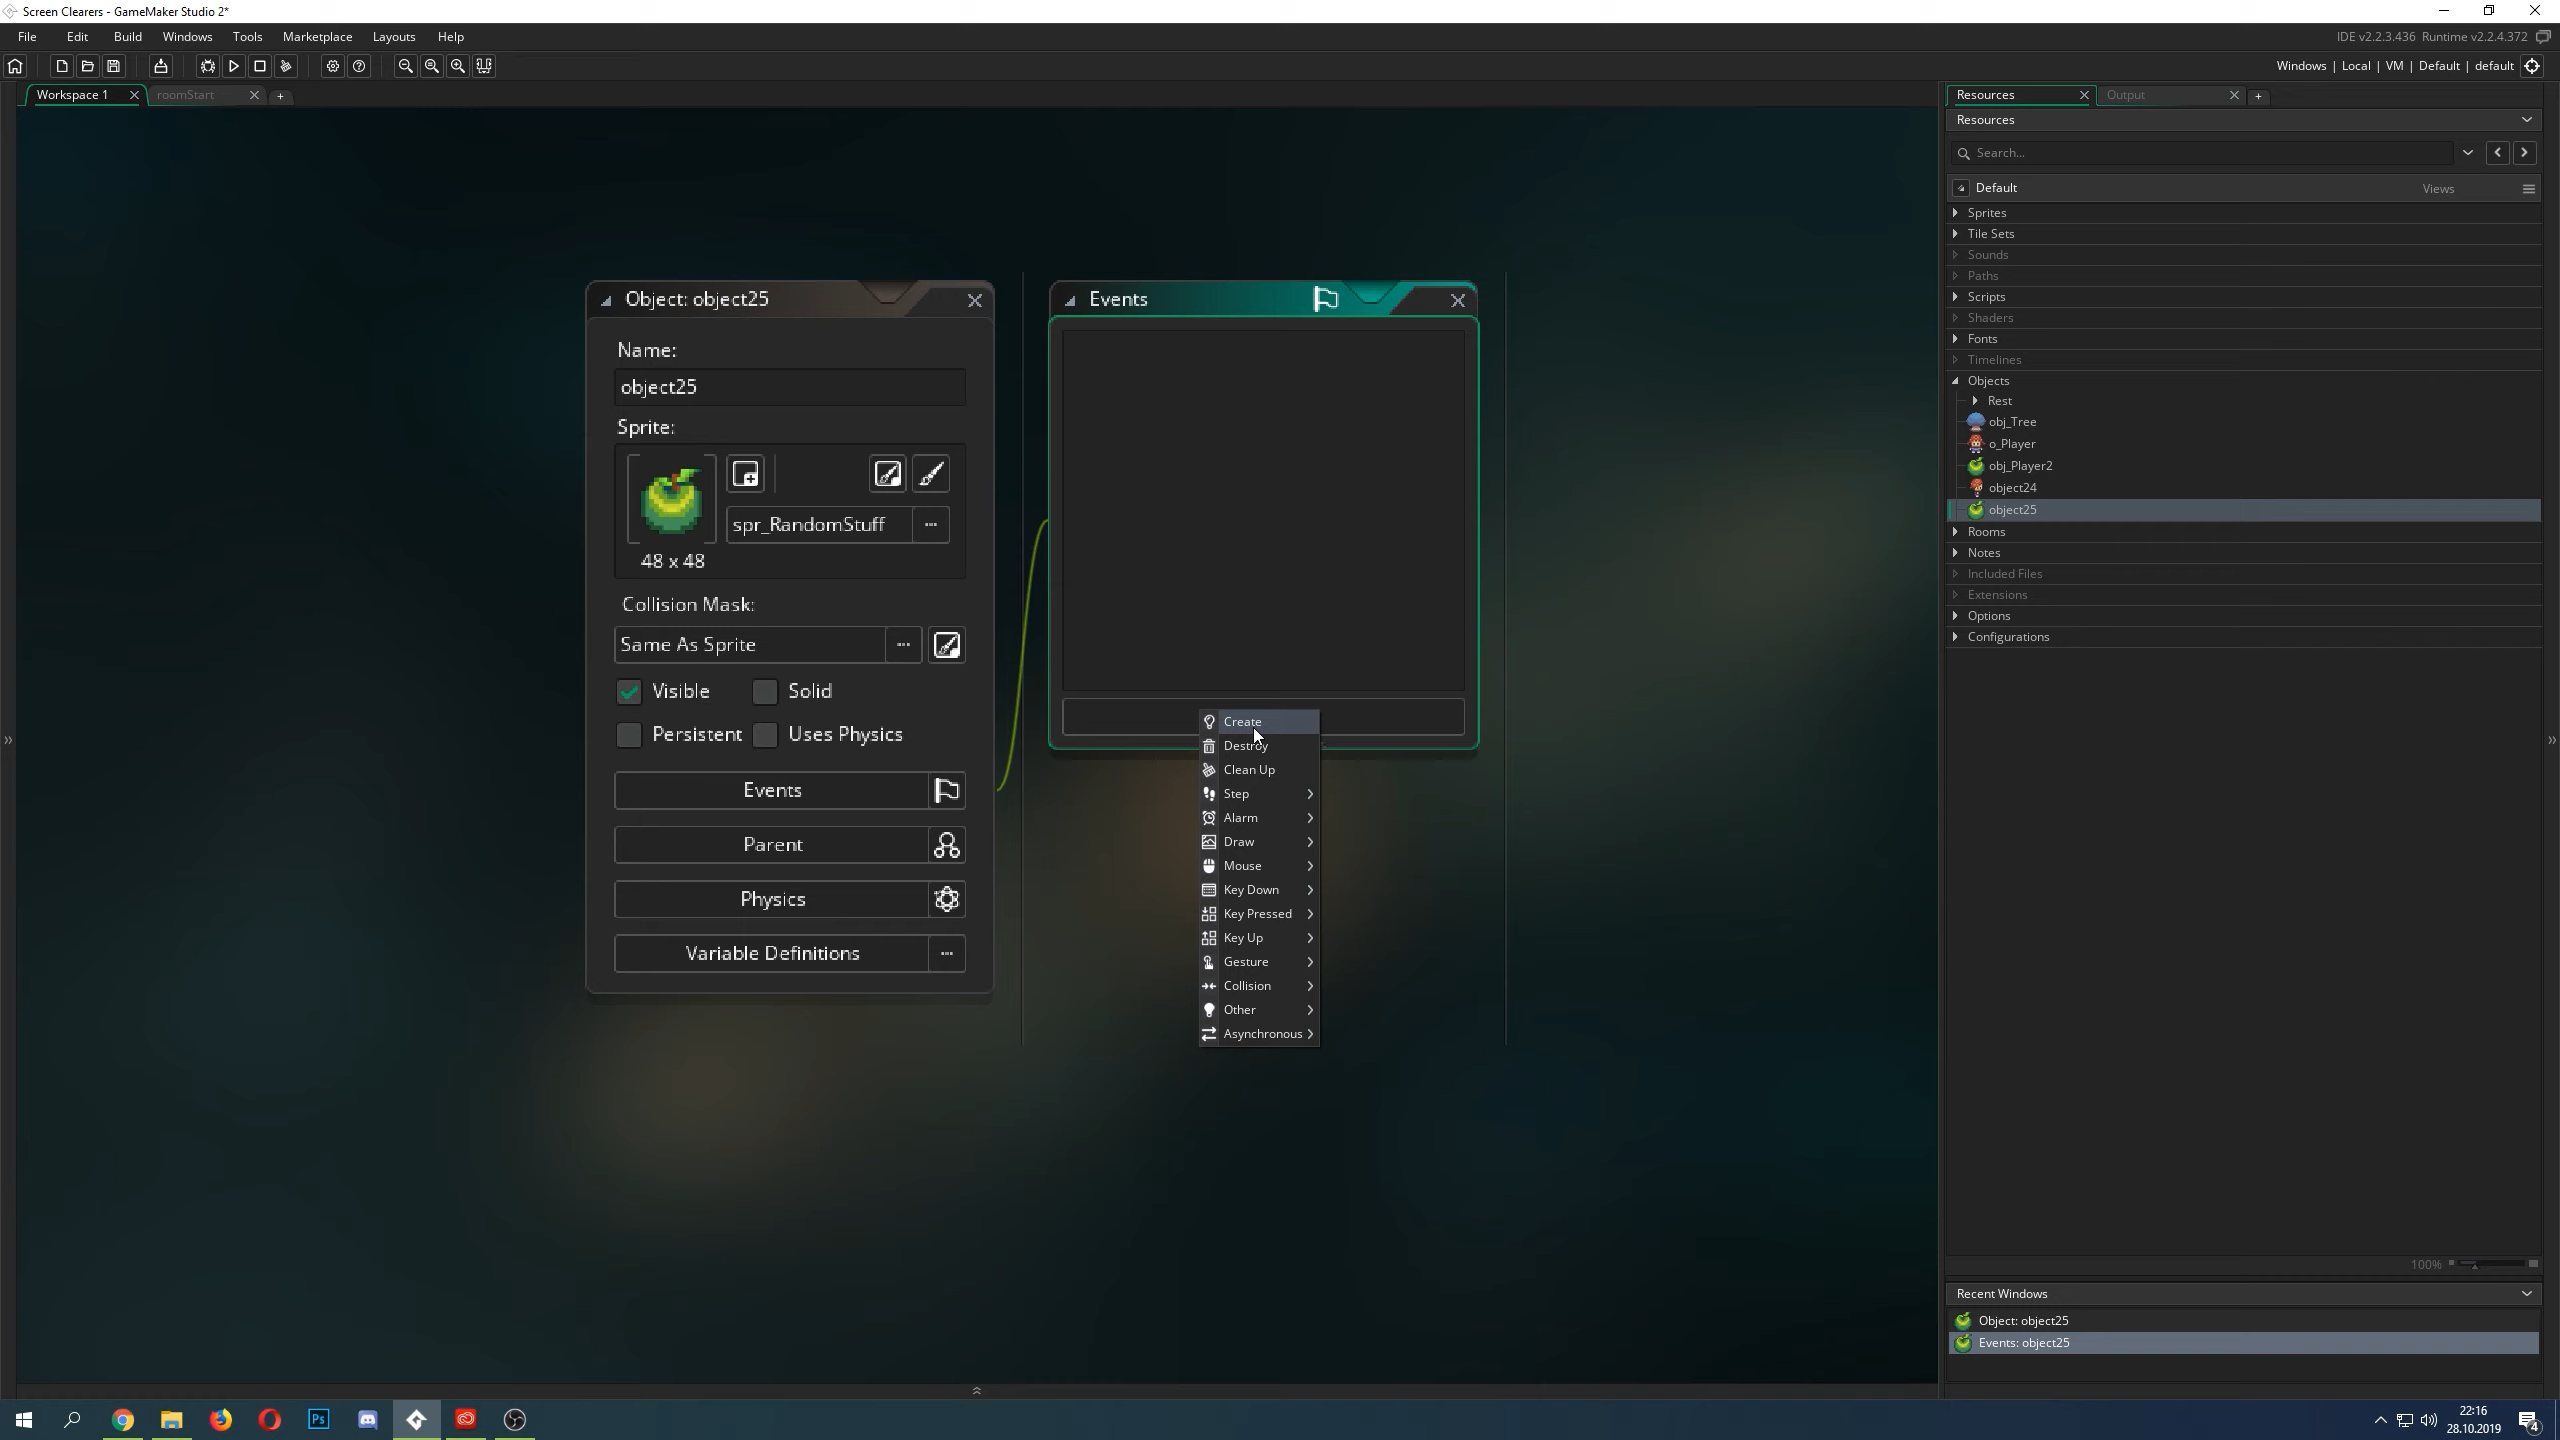 Screen Clearers - GameMaker Studio 2*
File Edit Build Windows Tools Marketplace Layouts Help
IDE v2.2.3.436 Runtime v2.2.4.372
Windows | Local | VM | Default | default
Workspace 1
roomStart
Resources
Output
Resources
Search...
Default
Views
Sprites
Tile Sets
Sounds
Paths
Scripts
Shaders
Fonts
Timelines
Objects
Rest
obj_Tree
o_Player
obj_Player2
object24
object25
Rooms
Notes
Included Files
Extensions
Options
Configurations
Object: object25
Name:
object25
Sprite:
spr_RandomStuff
48 x 48
Collision Mask:
Same As Sprite
Visible
Solid
Persistent
Uses Physics
Events
Parent
Physics
Variable Definitions
Events
Create
Destroy
Clean Up
Step
Alarm
Draw
Mouse
Key Down
Key Pressed
Key Up
Gesture
Collision
Other
Asynchronous
100%
Recent Windows
Object: object25
Events: object25
Ps
22:16
28.10.2019
4